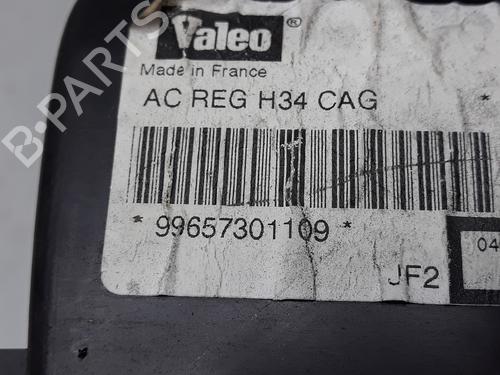 Valeo®
Made in France
AC REG H34 CAG *
* 99657301109 *
04
JF2
B-PARTS